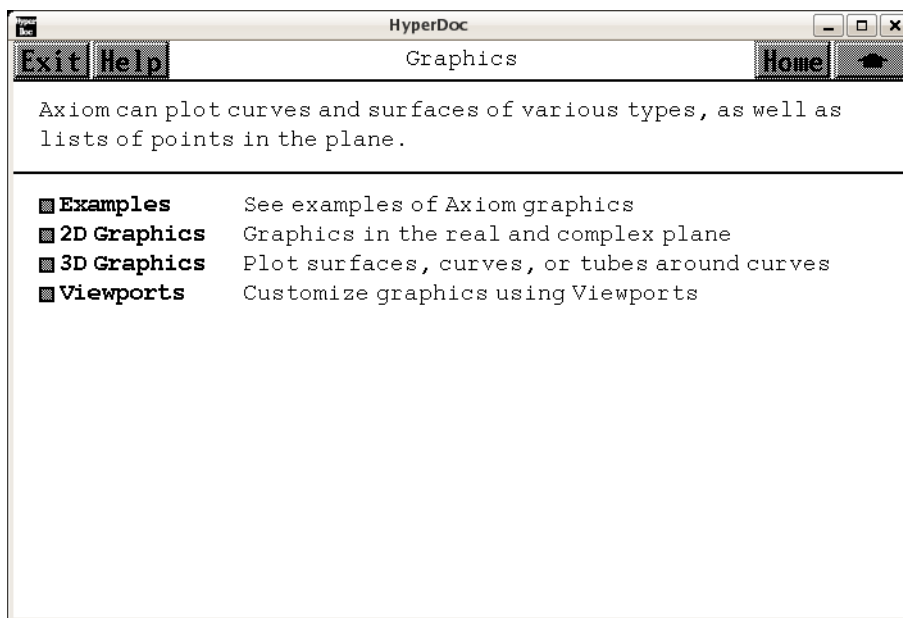 Hyper Doc
HyperDoc
Exit Help Graphics Home
Axiom can plot curves and surfaces of various types, as well as
lists of points in the plane.
Examples See examples of Axiom graphics
2D Graphics Graphics in the real and complex plane
3D Graphics Plot surfaces, curves, or tubes around curves
Viewports Customize graphics using Viewports